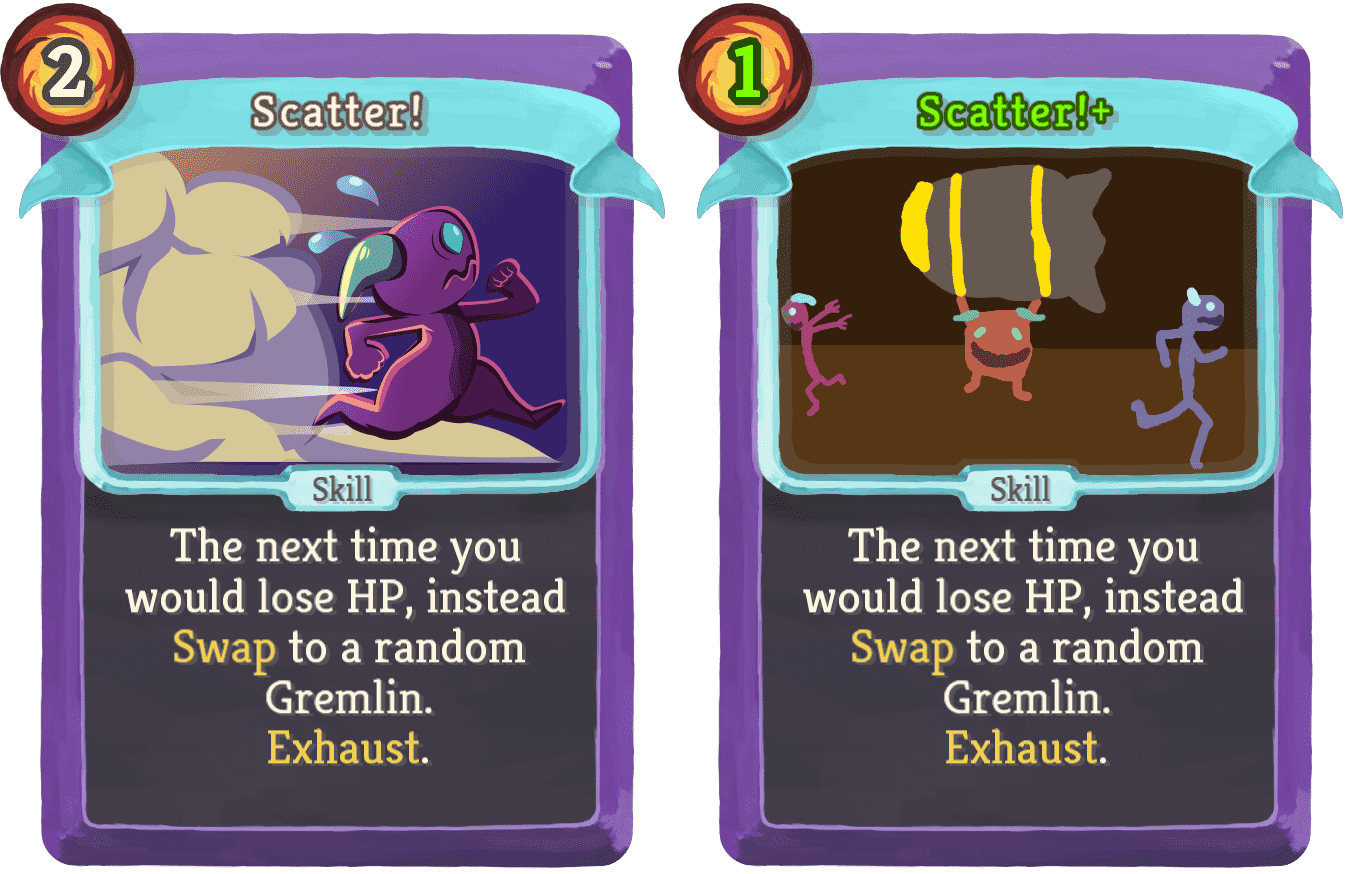 2
Scatter!
Skill
The next time you
would lose HP, instead
Swap to a random
Gremlin.
Exhaust.
1
Scatter!+
Skill
The next time you
would lose HP, instead
Swap to a random
Gremlin.
Exhaust.